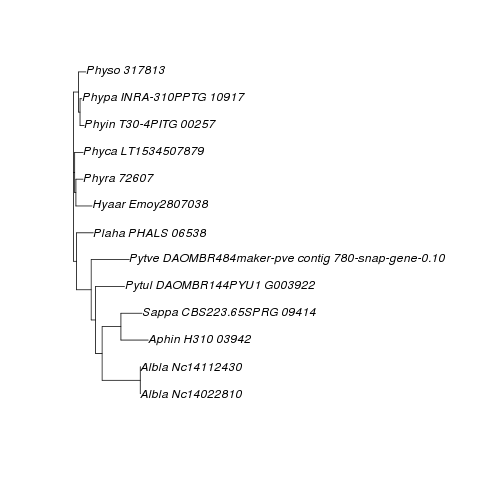 Physo 317813
Phypa INRA-310PPTG 10917
Phyin T30-4PITG 00257
Phyca LT1534507879
Phyra 72607
Hyaar Emoy2807038
Plaha PHALS 06538
Pytve DAOMBR484maker-pve contig 780-snap-gene-0.10
Pytul DAOMBR144PYU1 G003922
Sappa CBS223.65SPRG 09414
Aphin H310 03942
Albla Nc14112430
Albla Nc14022810